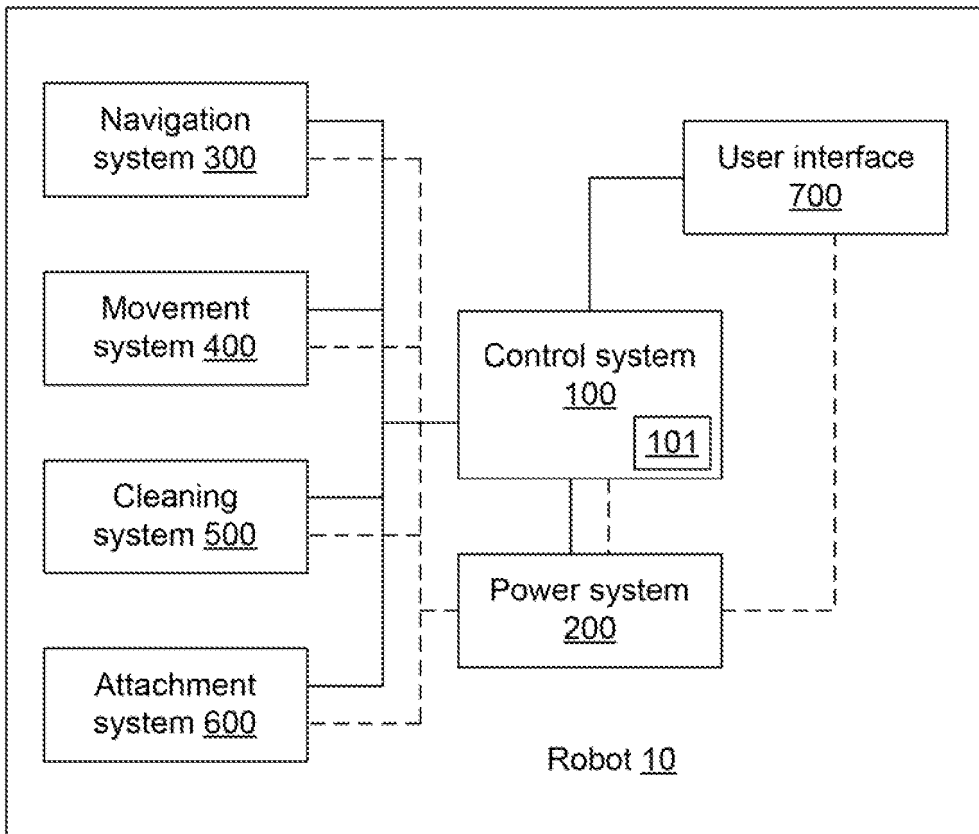 Navigation
system 300
Movement
system 400
Cleaning
system 500
Attachment
system 600
User interface
700
Control system
100
101
Power system
200
Robot 10